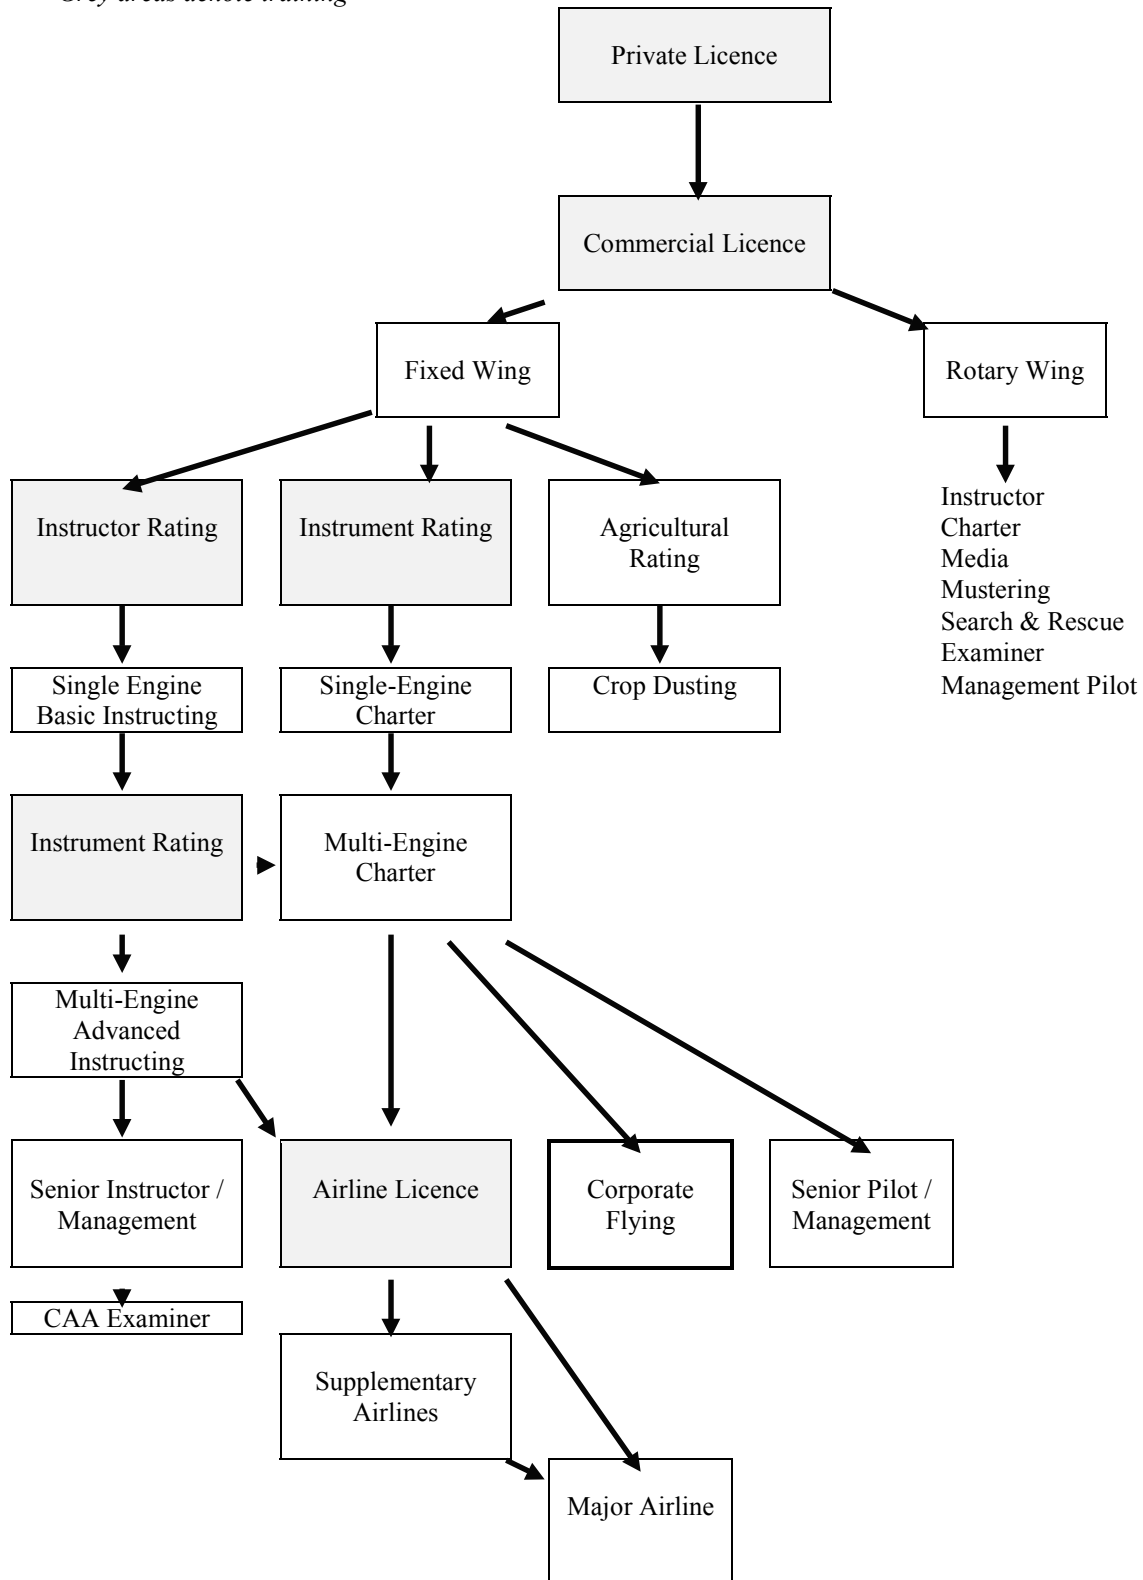 Grey areas denote training
Private Licence
Commercial Licence
Fixed Wing
Rotary Wing
Instructor Rating
Instrument Rating
Agricultural
Rating
Instructor
Charter
Media
Mustering
Search & Rescue
Examiner
Management Pilot
Single Engine
Basic Instructing
Single-Engine
Charter
Crop Dusting
Instrument Rating
Multi-Engine
Charter
Multi-Engine
Advanced
Instructing
Senior Instructor /
Management
Airline Licence
Corporate
Flying
Senior Pilot /
Management
CAA Examiner
Supplementary
Airlines
Major Airline